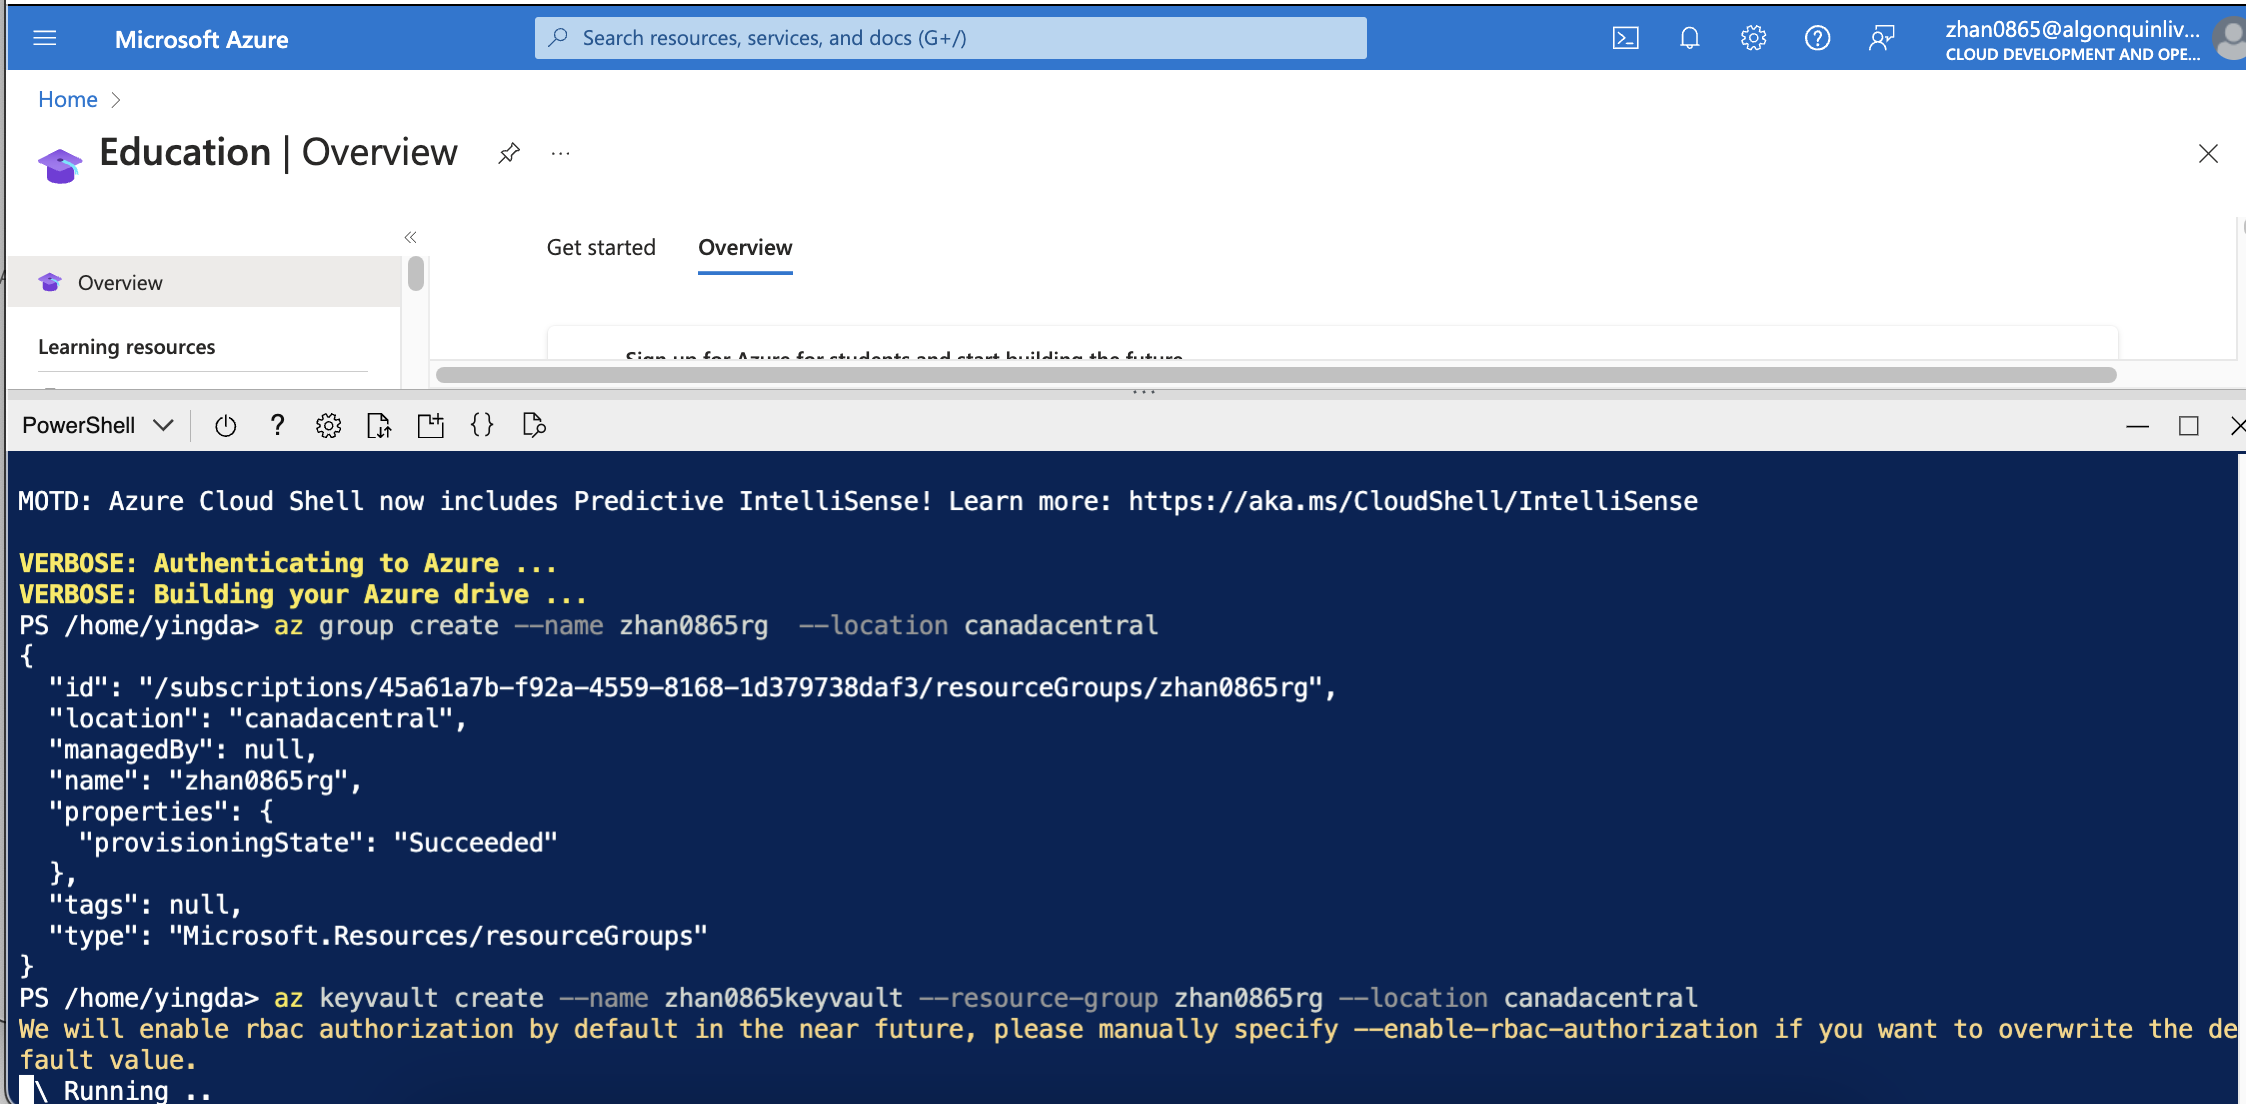 Microsoft Azure
Search resources, services, and docs (G+/)
zhan0865@algonquinliv...
CLOUD DEVELOPMENT AND OPE...
Home
Education | Overview
...
Get started
Overview
Overview
Learning resources
Sign up for Azure for students and start building the future
PowerShell
MOTD: Azure Cloud Shell now includes Predictive IntelliSense! Learn more: https://aka.ms/CloudShell/IntelliSense
VERBOSE: Authenticating to Azure ...
VERBOSE: Building your Azure drive ...
PS /home/yingda> az group create --name zhan0865rg  --location canadacentral
{
  "id": "/subscriptions/45a61a7b-f92a-4559-8168-1d379738daf3/resourceGroups/zhan0865rg",
  "location": "canadacentral",
  "managedBy": null,
  "name": "zhan0865rg",
  "properties": {
    "provisioningState": "Succeeded"
  },
  "tags": null,
  "type": "Microsoft.Resources/resourceGroups"
}
PS /home/yingda> az keyvault create --name zhan0865keyvault --resource-group zhan0865rg --location canadacentral
We will enable rbac authorization by default in the near future, please manually specify --enable-rbac-authorization if you want to overwrite the de
fault value.
\ Running ..